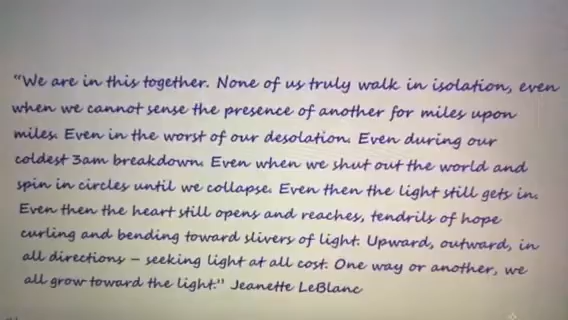 “We are in this together. None of us truly walk in isolation, even
when we cannot sense the presence of another for miles upon
miles. Even in the worst of our desolation. Even during our
coldest 3am breakdown. Even when we shut out the world and
spin in circles until we collapse. Even then the light still gets in.
Even then the heart still opens and reaches, tendrils of hope
curling and bending toward slivers of light. Upward, outward, in
all directions – seeking light at all cost. One way or another, we
all grow toward the light.” Jeanette LeBlanc